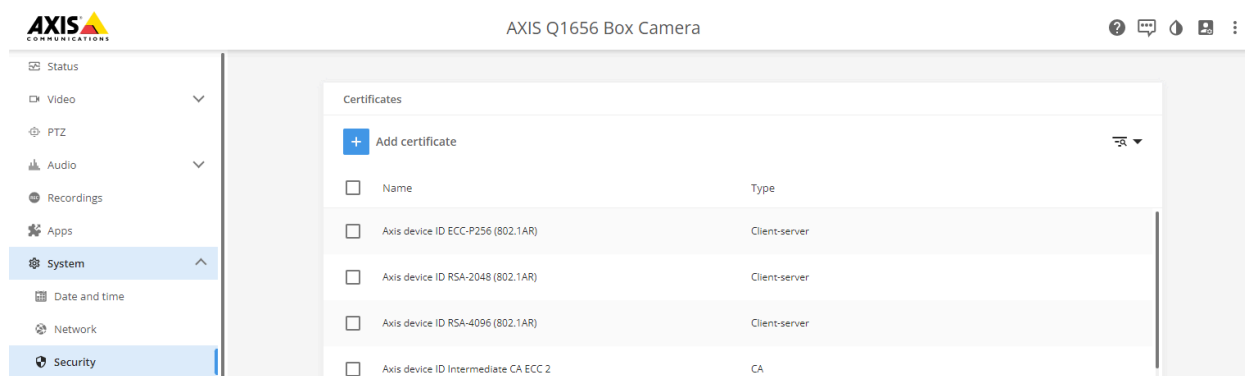 AXIS
COMMUNICATIONS
AXIS Q1656 Box Camera
Status
Video
PTZ
Audio
Recordings
Apps
System
Date and time
Network
Security
Certificates
+ Add certificate
Name Type
Axis device ID ECC-P256 (802.1AR) Client-server
Axis device ID RSA-2048 (802.1AR) Client-server
Axis device ID RSA-4096 (802.1AR) Client-server
Axis device ID Intermediate CA ECC 2 CA